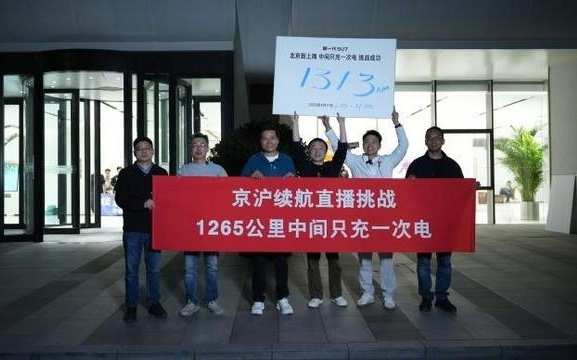 新一代SU7
北京到上海 中间只充一次电 挑战成功
1313km
京沪续航直播挑战
1265公里中间只充一次电